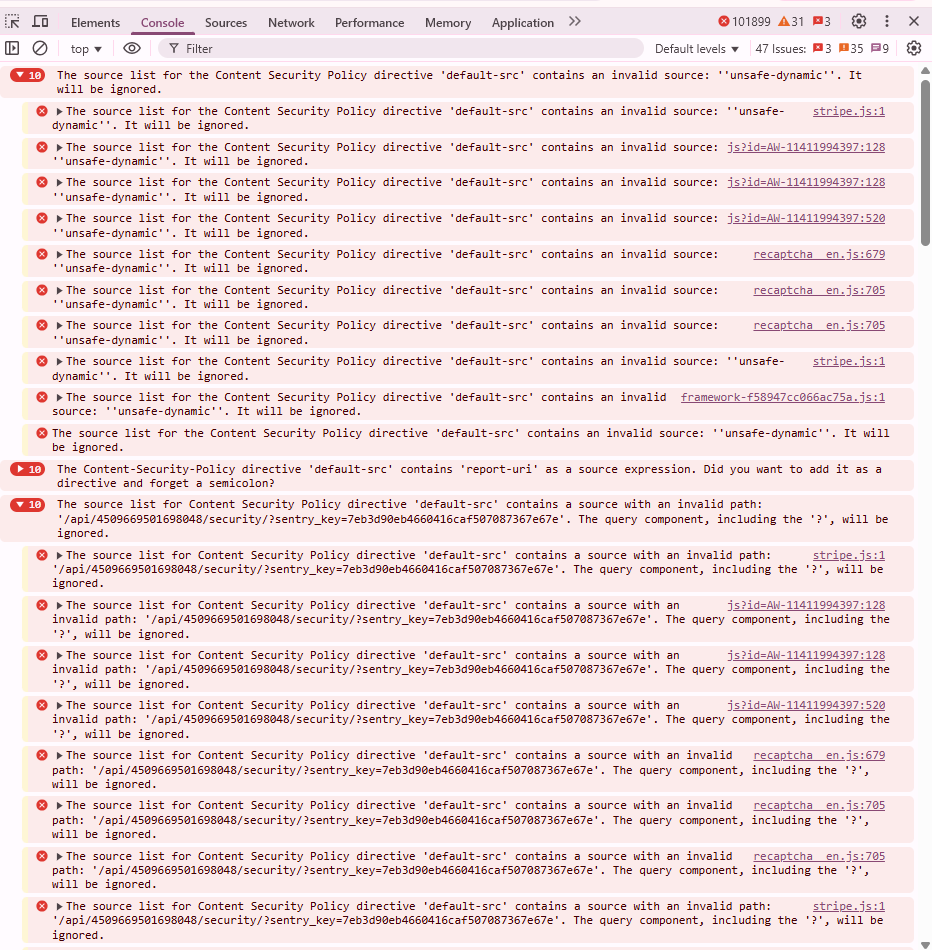 Elements Console Sources Network Performance Memory Application 101899 31 3
top Filter Default levels 47 Issues: 3 35 9
10 The source list for the Content Security Policy directive 'default-src' contains an invalid source: ''unsafe-dynamic''. It
will be ignored.
The source list for the Content Security Policy directive 'default-src' contains an invalid source: ''unsafe- stripe.js:1
dynamic''. It will be ignored.
The source list for the Content Security Policy directive 'default-src' contains an invalid source: js?id=AW-11411994397:128
''unsafe-dynamic''. It will be ignored.
The source list for the Content Security Policy directive 'default-src' contains an invalid source: js?id=AW-11411994397:128
''unsafe-dynamic''. It will be ignored.
The source list for the Content Security Policy directive 'default-src' contains an invalid source: js?id=AW-11411994397:520
''unsafe-dynamic''. It will be ignored.
The source list for the Content Security Policy directive 'default-src' contains an invalid source: recaptcha__en.js:679
''unsafe-dynamic''. It will be ignored.
The source list for the Content Security Policy directive 'default-src' contains an invalid source: recaptcha__en.js:705
''unsafe-dynamic''. It will be ignored.
The source list for the Content Security Policy directive 'default-src' contains an invalid source: recaptcha__en.js:705
''unsafe-dynamic''. It will be ignored.
The source list for the Content Security Policy directive 'default-src' contains an invalid source: ''unsafe- stripe.js:1
dynamic''. It will be ignored.
The source list for the Content Security Policy directive 'default-src' contains an invalid framework-f58947cc066ac75a.js:1
source: ''unsafe-dynamic''. It will be ignored.
The source list for the Content Security Policy directive 'default-src' contains an invalid source: ''unsafe-dynamic''. It will
be ignored.
10 The Content-Security-Policy directive 'default-src' contains 'report-uri' as a source expression. Did you want to add it as a
directive and forget a semicolon?
10 The source list for Content Security Policy directive 'default-src' contains a source with an invalid path:
'/api/4509669501698048/security/?sentry_key=7eb3d90eb4660416caf507087367e67e'. The query component, including the '?', will be
ignored.
The source list for Content Security Policy directive 'default-src' contains a source with an invalid path: stripe.js:1
'/api/4509669501698048/security/?sentry_key=7eb3d90eb4660416caf507087367e67e'. The query component, including the '?', will be
ignored.
The source list for Content Security Policy directive 'default-src' contains a source with an js?id=AW-11411994397:128
invalid path: '/api/4509669501698048/security/?sentry_key=7eb3d90eb4660416caf507087367e67e'. The query component, including the
'?', will be ignored.
The source list for Content Security Policy directive 'default-src' contains a source with an js?id=AW-11411994397:128
invalid path: '/api/4509669501698048/security/?sentry_key=7eb3d90eb4660416caf507087367e67e'. The query component, including the
'?', will be ignored.
The source list for Content Security Policy directive 'default-src' contains a source with an js?id=AW-11411994397:520
invalid path: '/api/4509669501698048/security/?sentry_key=7eb3d90eb4660416caf507087367e67e'. The query component, including the
'?', will be ignored.
The source list for Content Security Policy directive 'default-src' contains a source with an invalid recaptcha__en.js:679
path: '/api/4509669501698048/security/?sentry_key=7eb3d90eb4660416caf507087367e67e'. The query component, including the '?',
will be ignored.
The source list for Content Security Policy directive 'default-src' contains a source with an invalid recaptcha__en.js:705
path: '/api/4509669501698048/security/?sentry_key=7eb3d90eb4660416caf507087367e67e'. The query component, including the '?',
will be ignored.
The source list for Content Security Policy directive 'default-src' contains a source with an invalid recaptcha__en.js:705
path: '/api/4509669501698048/security/?sentry_key=7eb3d90eb4660416caf507087367e67e'. The query component, including the '?',
will be ignored.
The source list for Content Security Policy directive 'default-src' contains a source with an invalid path: stripe.js:1
'/api/4509669501698048/security/?sentry_key=7eb3d90eb4660416caf507087367e67e'. The query component, including the '?', will be
ignored.